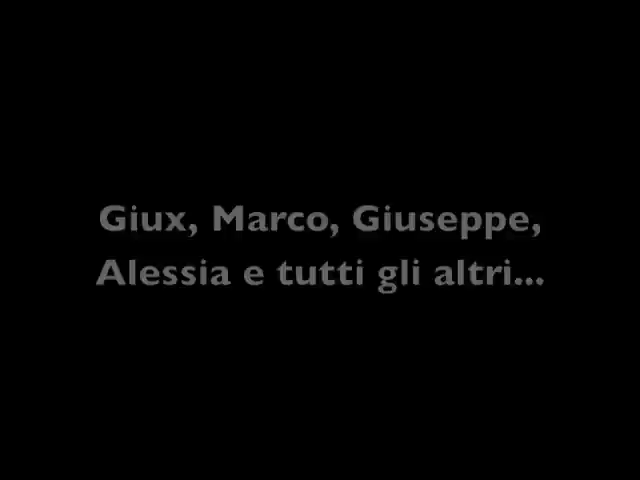 Giux, Marco, Giuseppe,
Alessia e tutti gli altri...